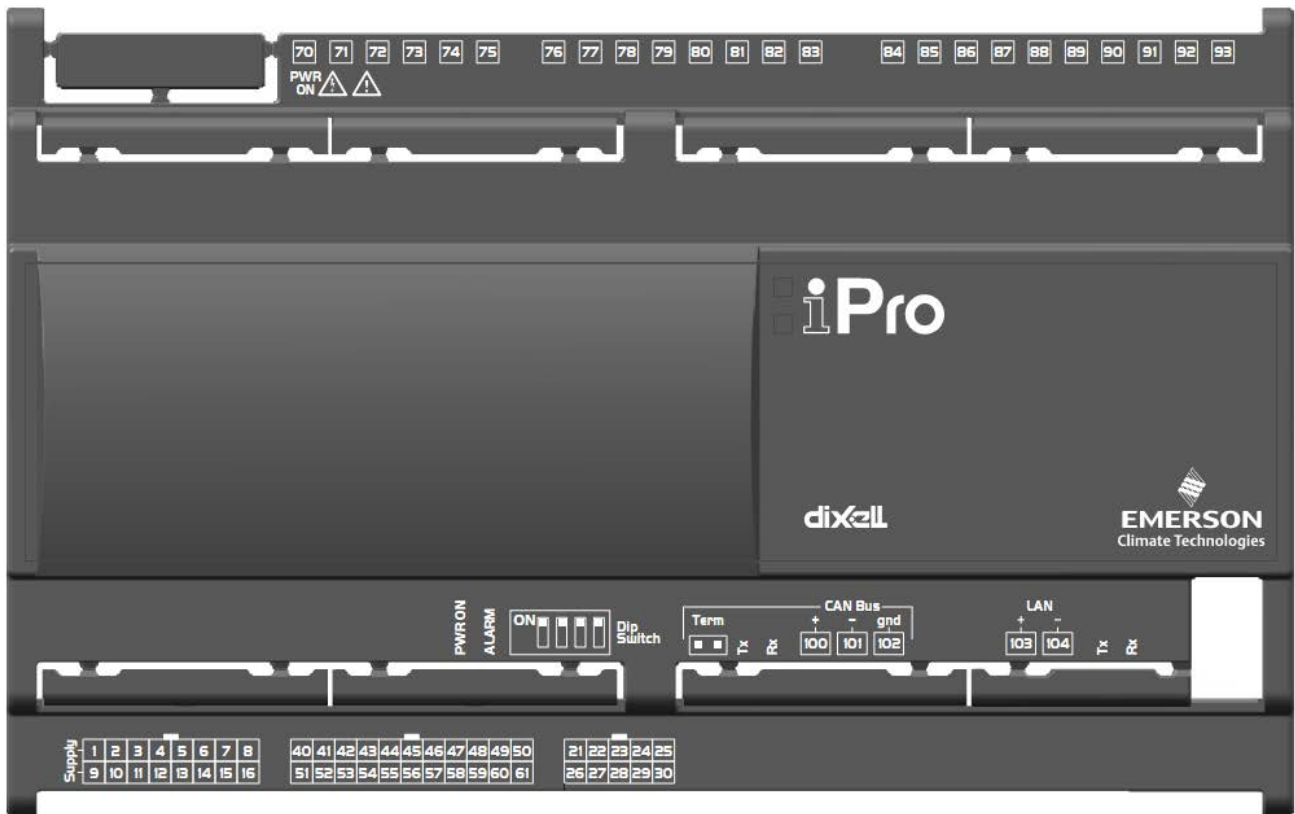 70 71 72 73 74 75 76 77 78 79 80 81 82 83 84 85 86 87 88 89 90 91 92 93
PWR
ON
iPro
dixell
EMERSON
Climate Technologies
PWR ON
ALARM
ON
Dip
Switch
CAN Bus
Term
+ - gnd
Tx
Rx
100 101 102
LAN
+ -
103 104
Tx
Rx
Supply
1 2 3 4 5 6 7 8
9 10 11 12 13 14 15 16
40 41 42 43 44 45 46 47 48 49 50
51 52 53 54 55 56 57 58 59 60 61
21 22 23 24 25
26 27 28 29 30